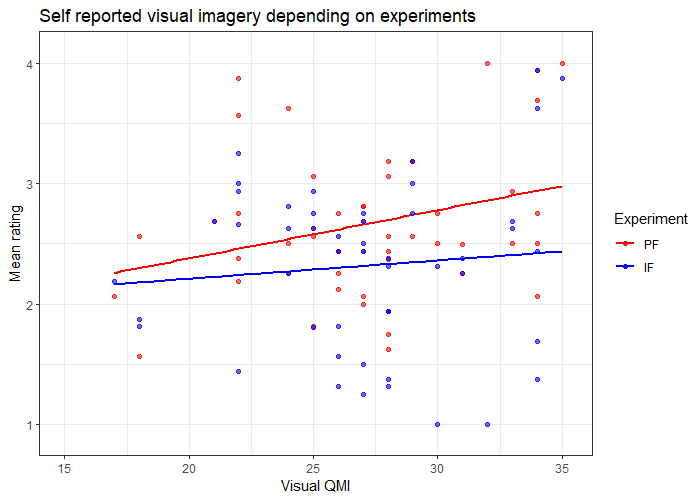 Self reported visual imagery depending on experiments
4
3
2
1
Mean rating
15
20
25
30
35
Visual QMI
Experiment
PF
IF